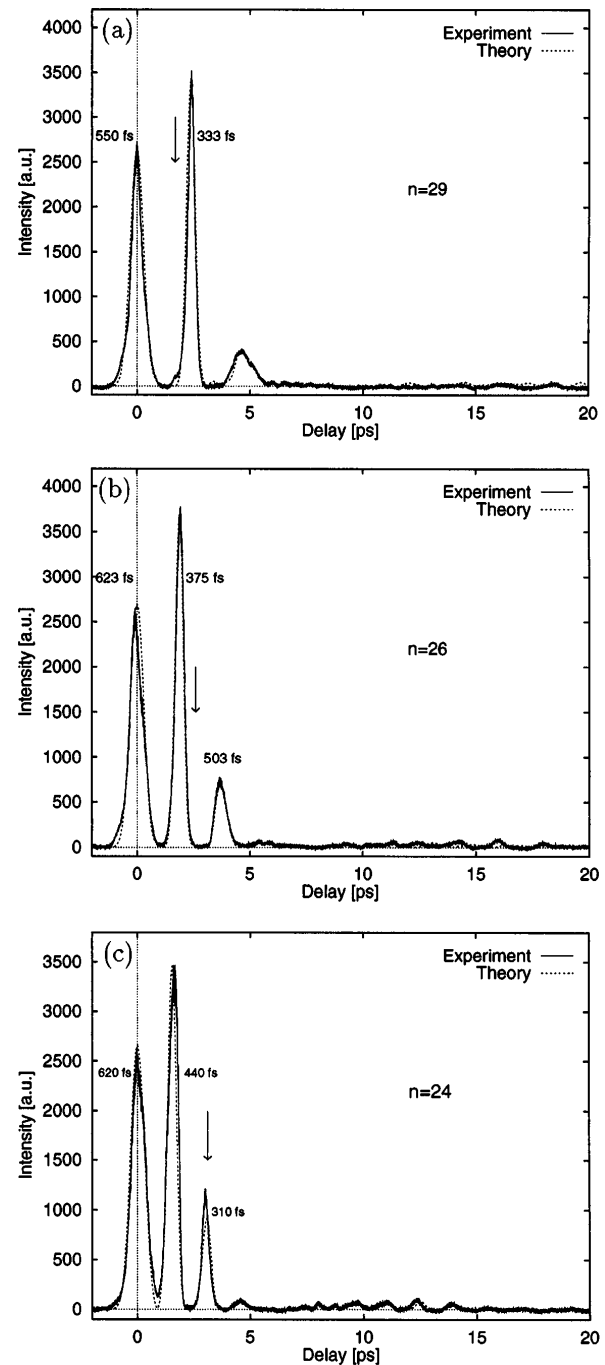 (a)
Experiment
Theory
4000
3500
3000
2500
2000
1500
1000
500
0
Intensity [a.u.]
550 fs
333 fs
n=29
0 5 10 15 20
Delay [ps]
(b)
Experiment
Theory
4000
3500
3000
2500
2000
1500
1000
500
0
Intensity [a.u.]
623 fs
375 fs
503 fs
n=26
0 5 10 15 20
Delay [ps]
(c)
Experiment
Theory
3500
3000
2500
2000
1500
1000
500
0
Intensity [a.u.]
620 fs
440 fs
310 fs
n=24
0 5 10 15 20
Delay [ps]